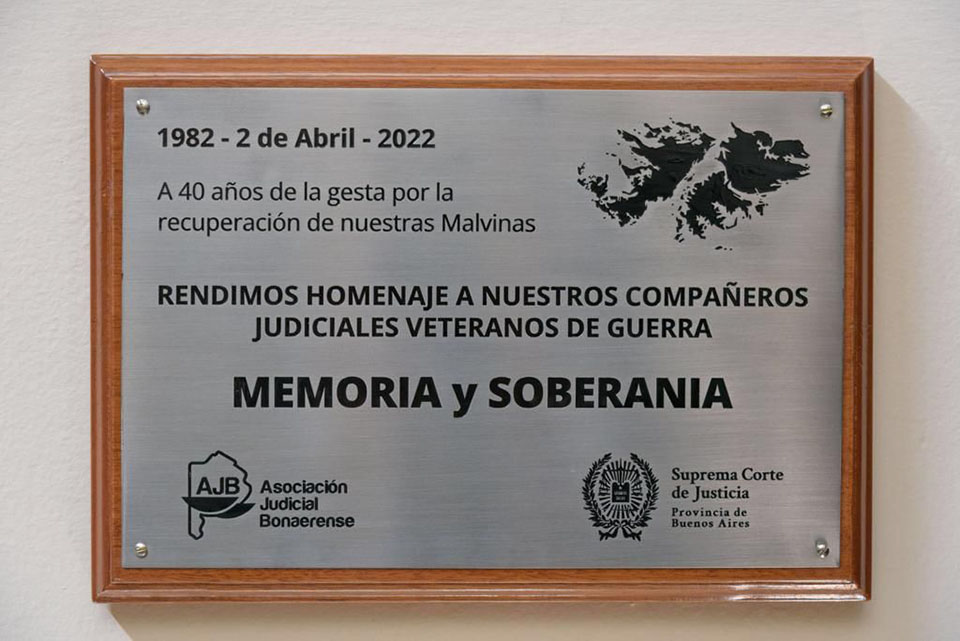 1982 - 2 de Abril - 2022
A 40 años de la gesta por la
recuperación de nuestras Malvinas
RENDIMOS HOMENAJE A NUESTROS COMPAÑEROS
JUDICIALES VETERANOS DE GUERRA
MEMORIA y SOBERANIA
AJB
Asociación
Judicial
Bonaerense
Suprema Corte
de Justicia
Provincia de
Buenos Aires